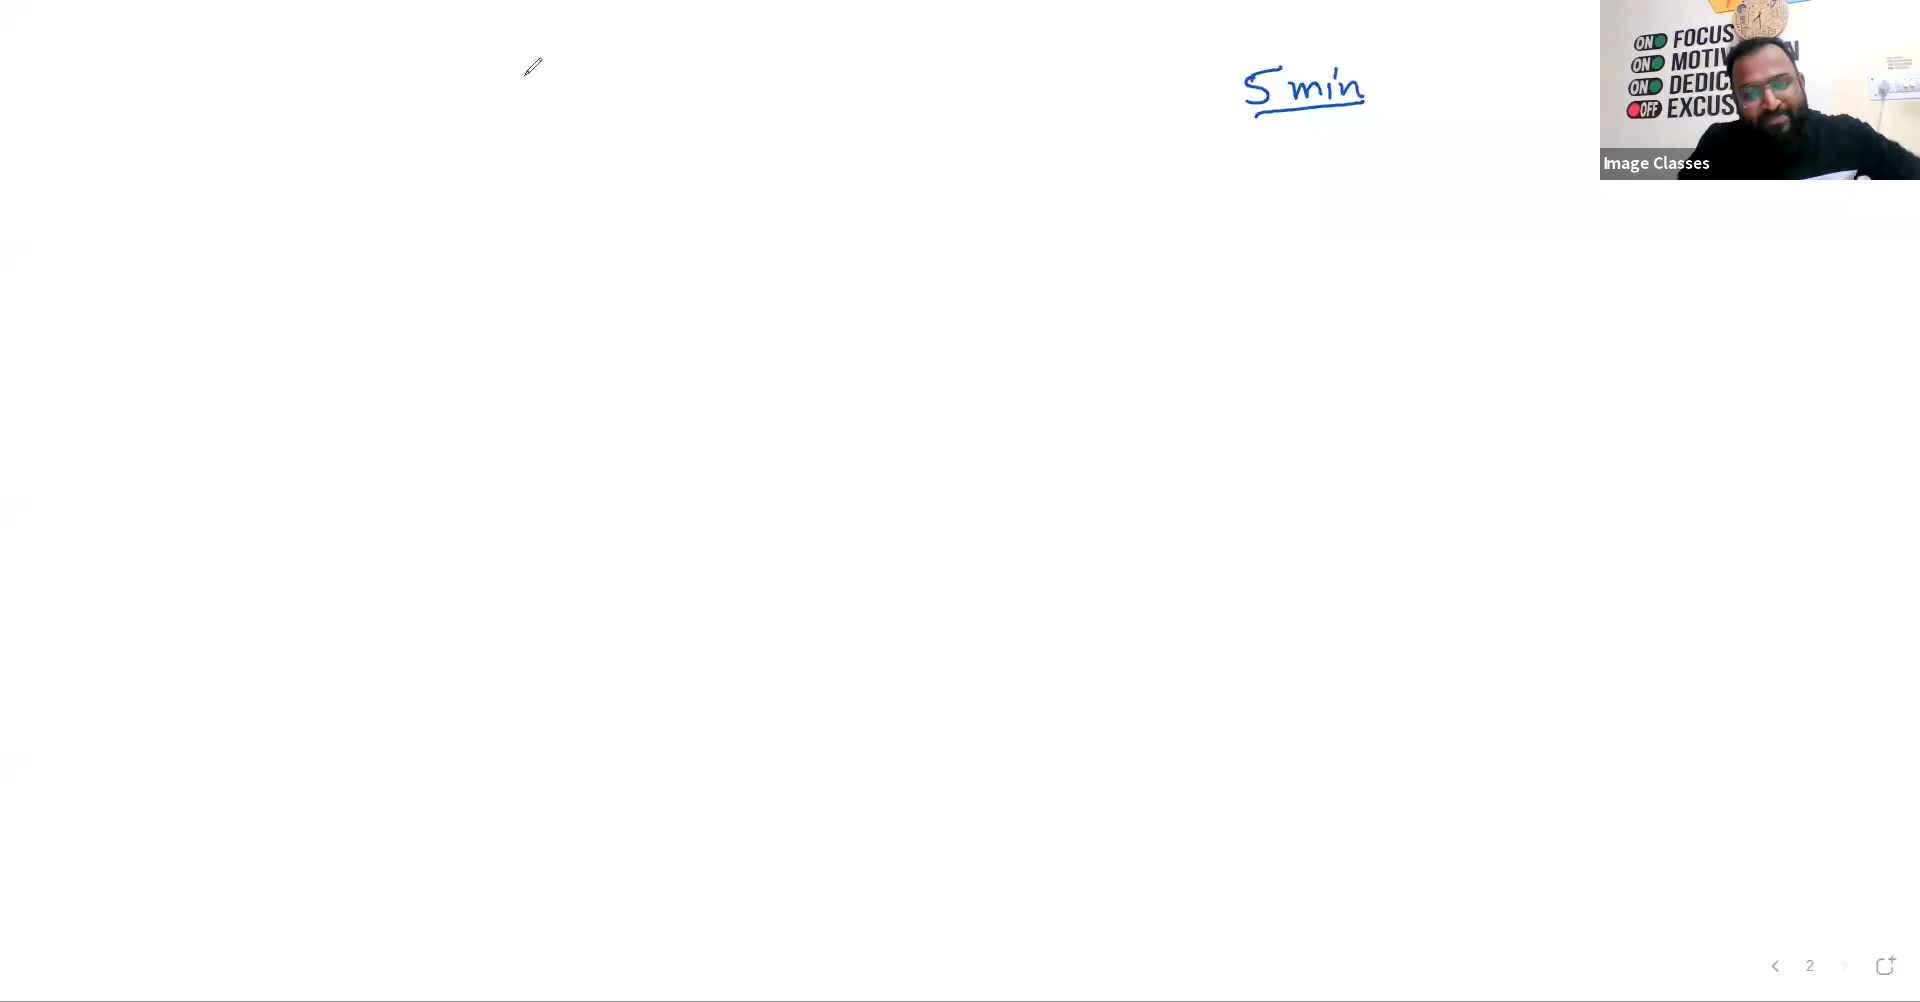 5 min
ON FOCUS
ON MOTIV N
ON DEDIC
OFF EXCUS
Image Classes
2